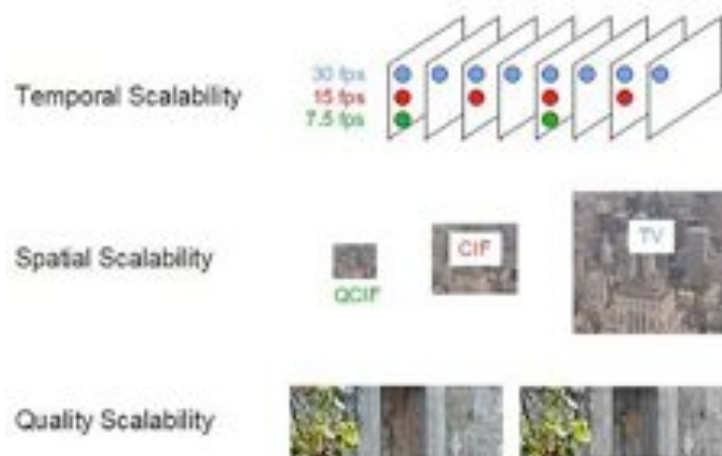 30 fps
Temporal Scalability
15 fps
7.5 fps
Spatial Scalability
QCIF
CIF
TV
Quality Scalability